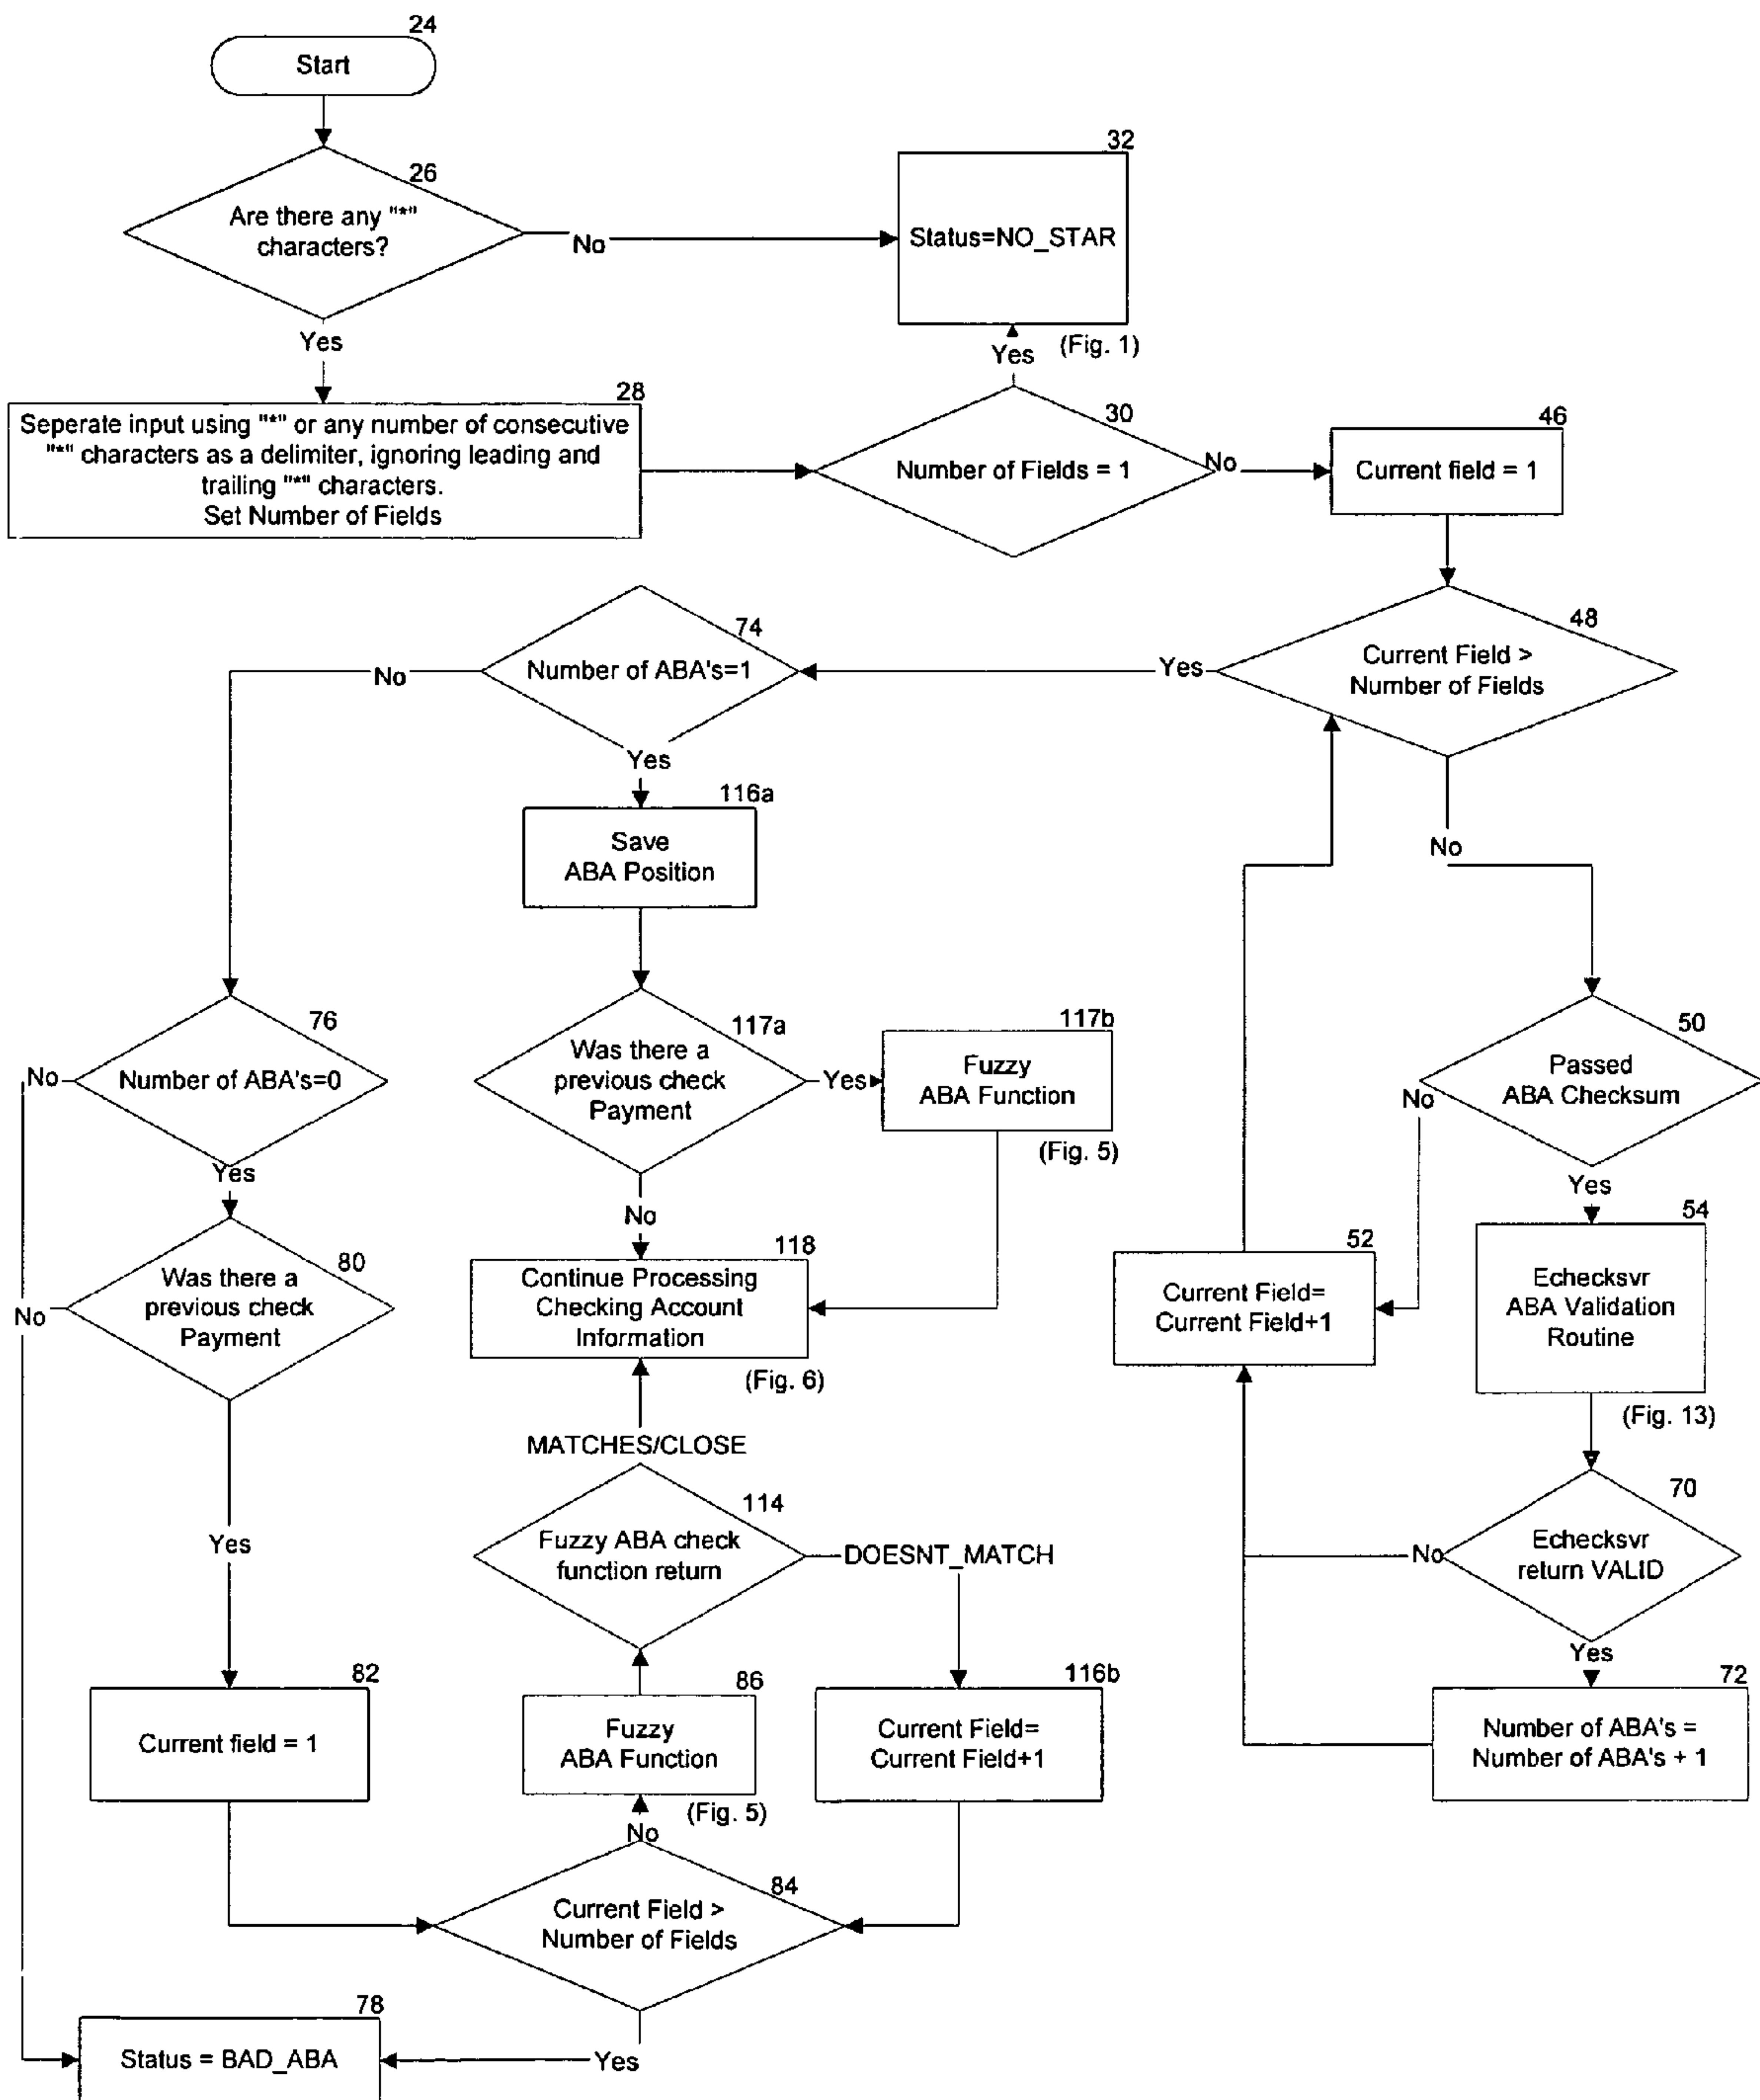 24
Start
26
Are there any "*"
characters?
No
32
Status=NO_STAR
(Fig. 1)
Yes
28
Seperate input using "*" or any number of consecutive
"*" characters as a delimiter, ignoring leading and
trailing "*" characters.
Set Number of Fields
Yes
30
Number of Fields = 1
No
46
Current field = 1
48
Current Field >
Number of Fields
Yes
No
74
Number of ABA's=1
No
Yes
116a
Save
ABA Position
76
Number of ABA's=0
No
Yes
117a
Was there a
previous check
Payment
Yes
No
117b
Fuzzy
ABA Function
(Fig. 5)
50
Passed
ABA Checksum
No
Yes
80
Was there a
previous check
Payment
No
Yes
118
Continue Processing
Checking Account
Information
(Fig. 6)
52
Current Field=
Current Field+1
54
Echecksvr
ABA Validation
Routine
(Fig. 13)
MATCHES/CLOSE
114
Fuzzy ABA check
function return
DOESNT_MATCH
70
Echecksvr
return VALID
No
Yes
82
Current field = 1
86
Fuzzy
ABA Function
(Fig. 5)
116b
Current Field=
Current Field+1
72
Number of ABA's =
Number of ABA's + 1
No
84
Current Field >
Number of Fields
Yes
78
Status = BAD_ABA